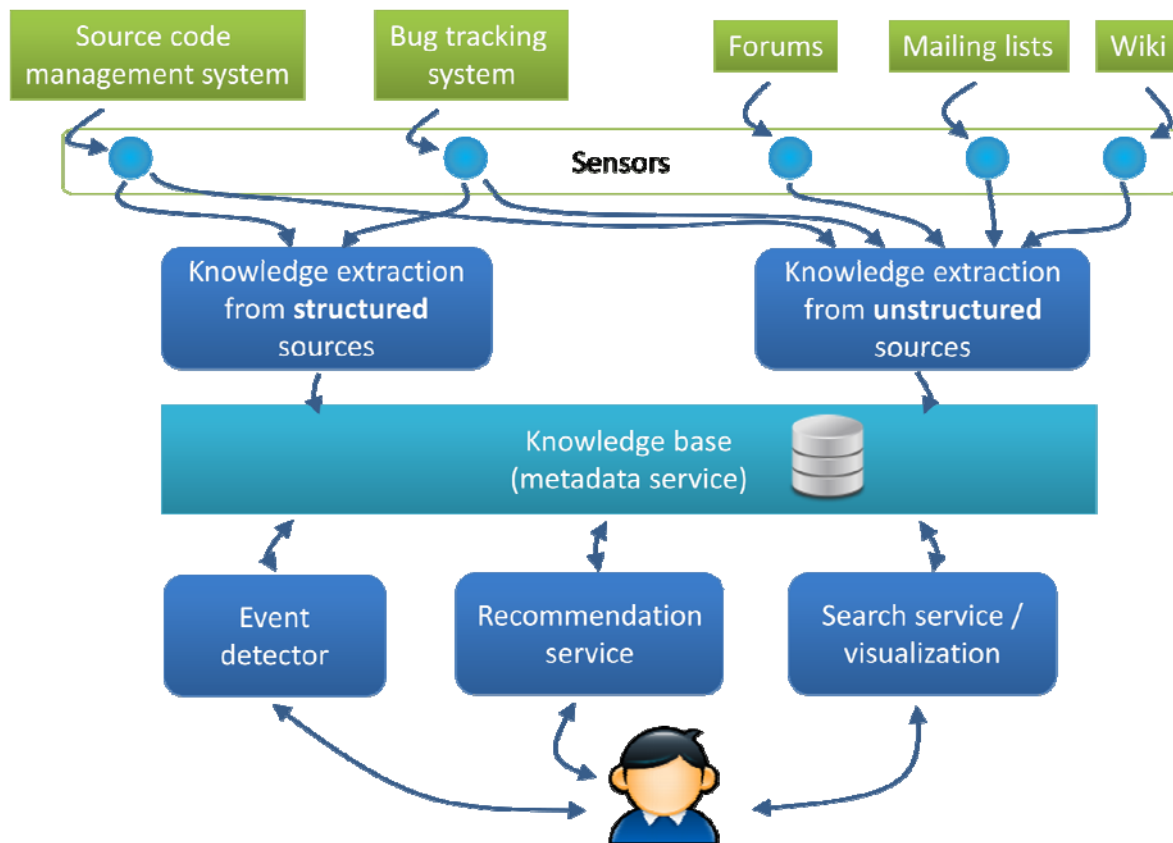 Source code
management system
Bug tracking
system
Forums
Mailing lists
Wiki
Sensors
Knowledge extraction
from structured
sources
Knowledge extraction
from unstructured
sources
Knowledge base
(metadata service)
Event
detector
Recommendation
service
Search service /
visualization